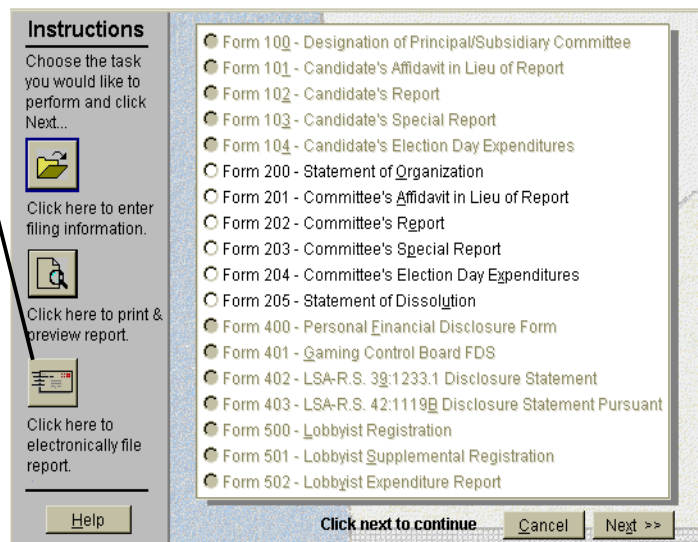 Instructions
Choose the task
you would like to
perform and click
Next...
Click here to enter
filing information.
Click here to print &
preview report.
Click here to
electronically file
report.
Help
Form 100 - Designation of Principal/Subsidiary Committee
Form 101 - Candidate's Affidavit in Lieu of Report
Form 102 - Candidate's Report
Form 103 - Candidate's Special Report
Form 104 - Candidate's Election Day Expenditures
Form 200 - Statement of Organization
Form 201 - Committee's Affidavit in Lieu of Report
Form 202 - Committee's Report
Form 203 - Committee's Special Report
Form 204 - Committee's Election Day Expenditures
Form 205 - Statement of Dissolution
Form 400 - Personal Financial Disclosure Form
Form 401 - Gaming Control Board FDS
Form 402 - LSA-R.S. 39:1233.1 Disclosure Statement
Form 403 - LSA-R.S. 42:1119B Disclosure Statement Pursuant
Form 500 - Lobbyist Registration
Form 501 - Lobbyist Supplemental Registration
Form 502 - Lobbyist Expenditure Report
Click next to continue Cancel Next >>